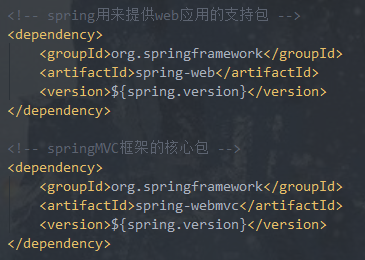 <!-- spring用来提供web应用的支持包 -->
<dependency>
<groupId>org.springframework</groupId>
<artifactId>spring-web</artifactId>
<version>${spring.version}</version>
</dependency>
<!-- springMVC框架的核心包 -->
<dependency>
<groupId>org.springframework</groupId>
<artifactId>spring-webmvc</artifactId>
<version>${spring.version}</version>
</dependency>